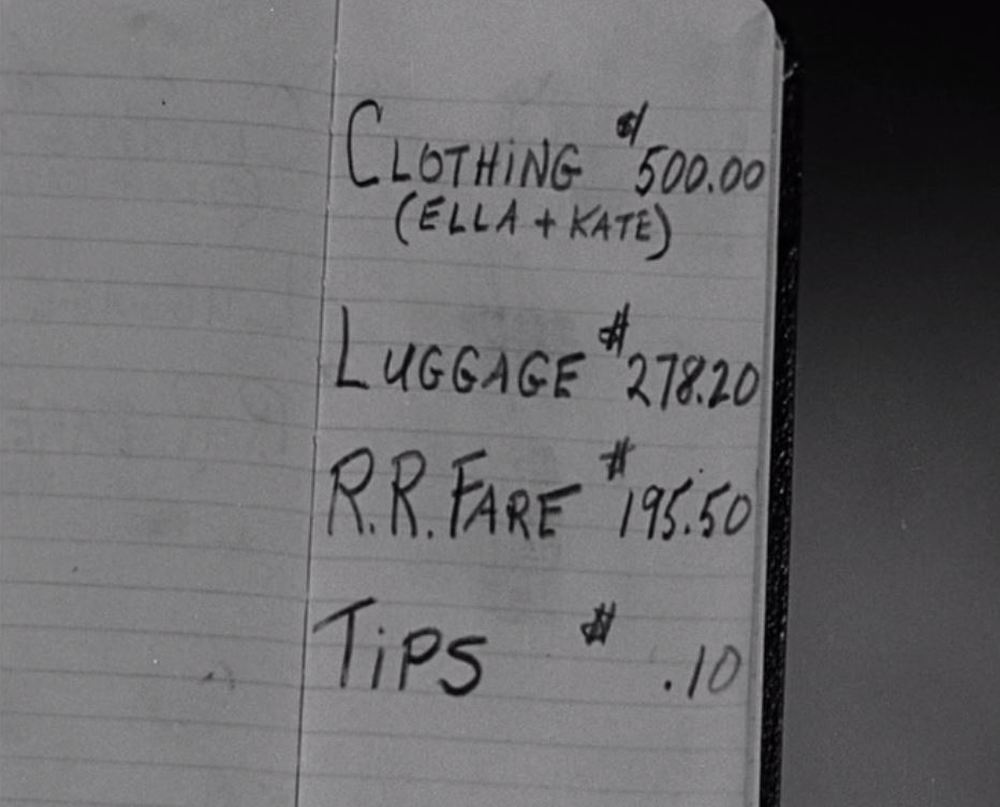 CLOTHING $500.00
(ELLA + KATE)
LUGGAGE $278.20
R.R. FARE $195.50
TIPS $ .10